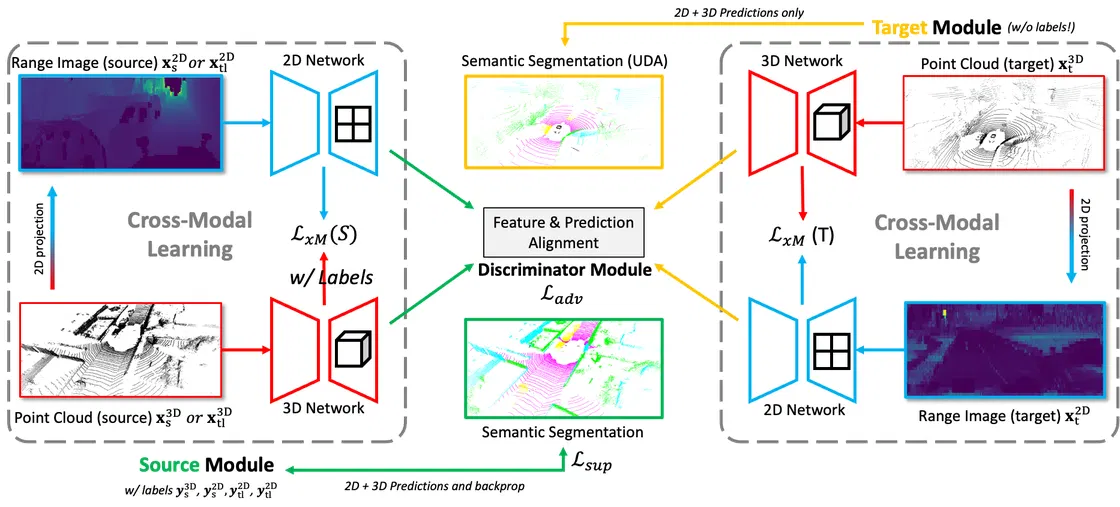 2D + 3D Predictions only
Target Module (w/o labels!)
Range Image (source) x_s^2D or x_tl^2D
2D Network
Semantic Segmentation (UDA)
3D Network
Point Cloud (target) x_t^3D
2D projection
Cross-Modal
Learning
ℒ_xM(S)
w/ Labels
Feature & Prediction
Alignment
Discriminator Module
ℒ_adv
ℒ_xM (T)
Cross-Modal
Learning
2D projection
Point Cloud (source) x_s^3D or x_tl^3D
3D Network
Semantic Segmentation
2D Network
Range Image (target) x_t^2D
Source Module
w/ labels y_s^3D, y_s^2D, y_tl^2D, y_tl^2D
ℒ_sup
2D + 3D Predictions and backprop